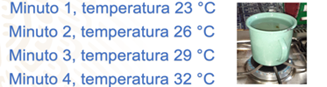 Minuto 1, temperatura 23 °C
Minuto 2, temperatura 26 °C
Minuto 3, temperatura 29 °C
Minuto 4, temperatura 32 °C